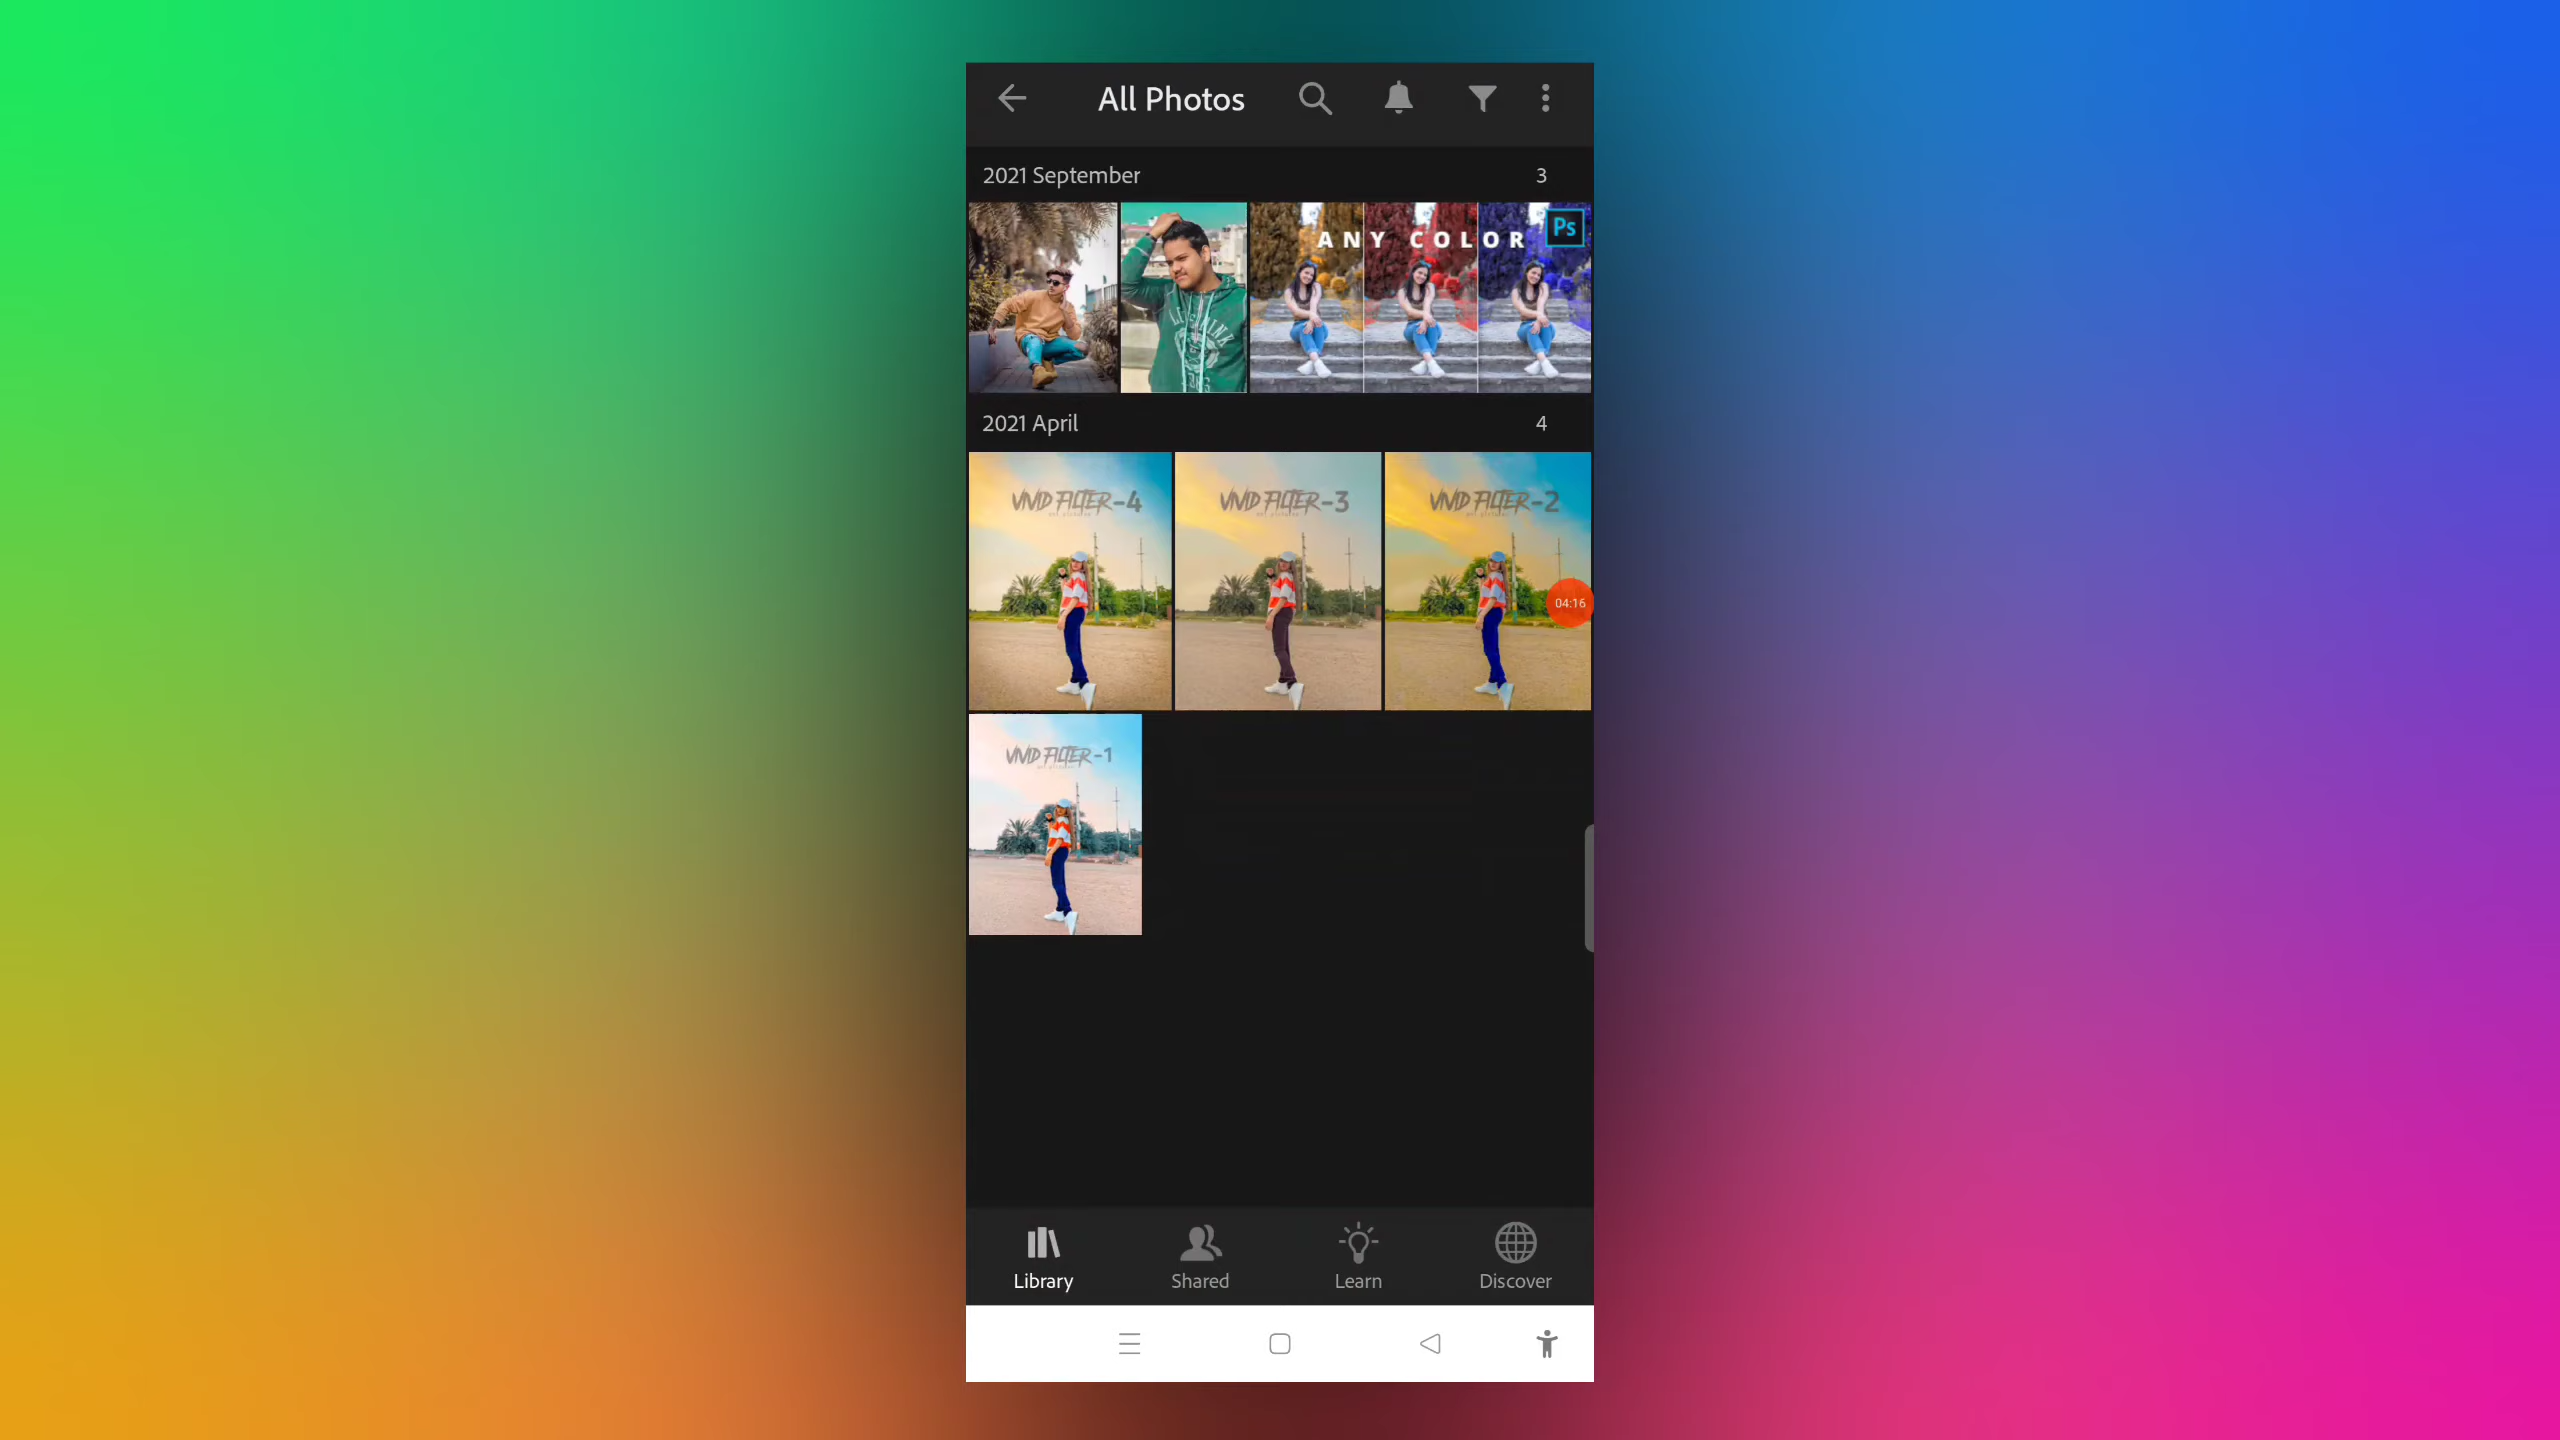 All Photos
2021 September
3
ANY COLOR
Ps
2021 April
4
VIVID FILTER-4
VIVID FILTER-3
VIVID FILTER-2
04:16
VIVID FILTER-1
Library
Shared
Learn
Discover